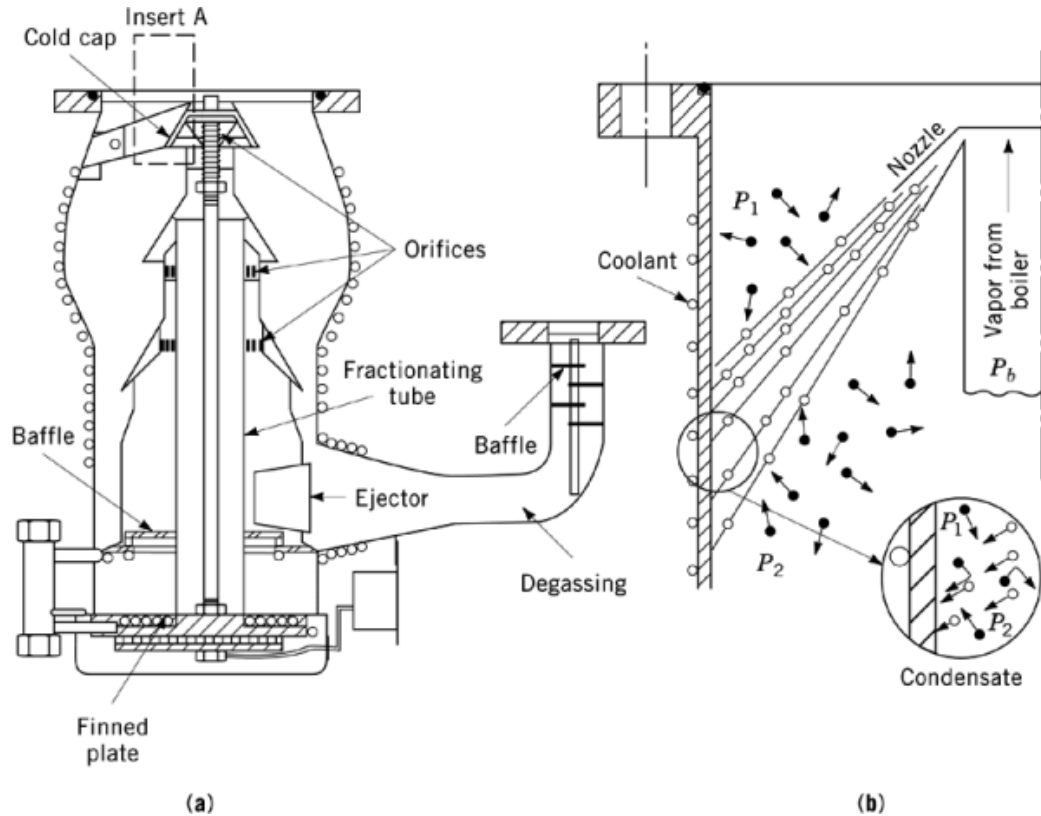 Insert A
Cold cap
Orifices
Fractionating
tube
Baffle
Baffle
Ejector
Degassing
Finned
plate
(a)
Nozzle
P1
Coolant
Vapor from
boiler
Pb
P2
P1
P2
Condensate
(b)